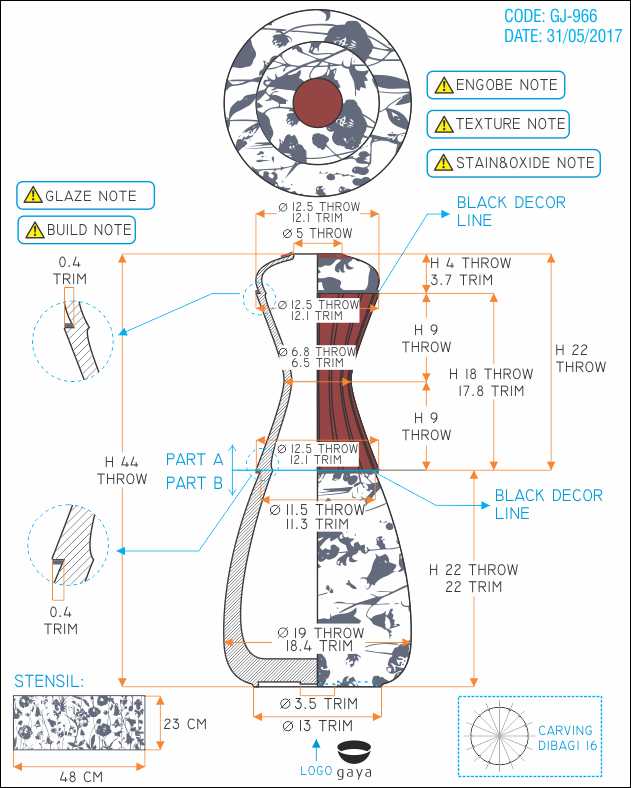 CODE: GJ-966
DATE: 31/05/2017
ENGOBE NOTE
TEXTURE NOTE
STAIN&OXIDE NOTE
GLAZE NOTE
BUILD NOTE
Ø 12.5 THROW
12.1 TRIM
Ø 5 THROW
BLACK DECOR
LINE
0.4
TRIM
H 4 THROW
3.7 TRIM
Ø 12.5 THROW
12.1 TRIM
H 9
THROW
Ø 6.8 THROW
6.5 TRIM
H 22
THROW
H 18 THROW
17.8 TRIM
H 9
THROW
Ø 12.5 THROW
12.1 TRIM
H 44
THROW
PART A
PART B
BLACK DECOR
LINE
Ø 11.5 THROW
11.3 TRIM
H 22 THROW
22 TRIM
0.4
TRIM
Ø 19 THROW
18.4 TRIM
STENSIL:
23 CM
48 CM
Ø 3.5 TRIM
Ø 13 TRIM
LOGO gaya
CARVING
DIBAGI 16